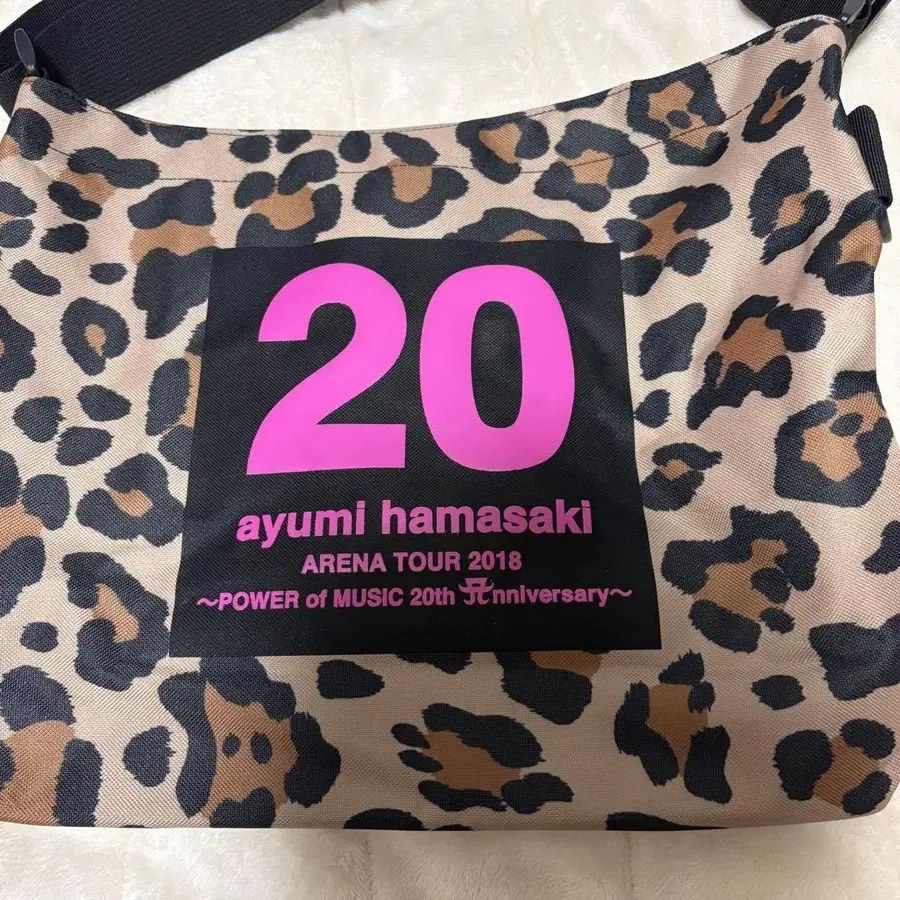 20
ayumi hamasaki
ARENA TOUR 2018
～POWER of MUSIC 20th Anniversary～